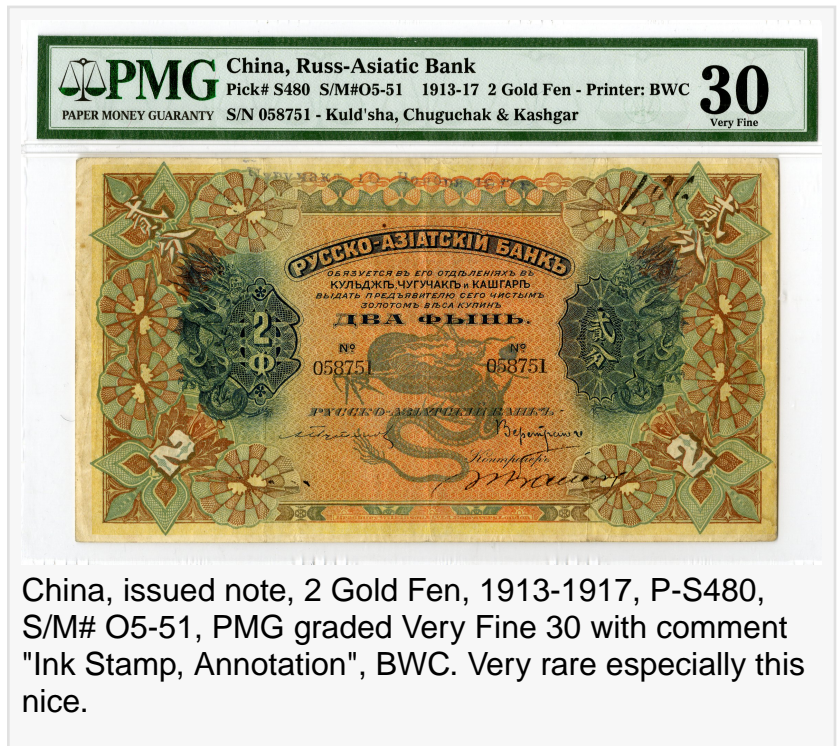 PMG
PAPER MONEY GUARANTY
China, Russ-Asiatic Bank
Pick# S480 S/M#O5-51 1913-17 2 Gold Fen - Printer: BWC
S/N 058751 - Kuld'sha, Chuguchak & Kashgar
30
Very Fine
РУССКО-АЗІАТСКІЙ БАНКЪ
ОБЯЗУЕТСЯ ВЪ ЕГО ОТДѢЛЕНІЯХЪ ВЪ
КУЛЬДЖѢ, ЧУГУЧАКѢ и КАШГАРѢ
ВЫДАТЬ ПРЕДЪЯВИТЕЛЮ СЕГО ЧИСТЫМЪ
ЗОЛОТОМЪ ВѢСА КУПИНЪ
ДВА ФЫНЬ.
2
Ф
貳分
№ №
058751 058751
РУССКО-АЗІАТСКІЙ БАНКЪ.
Контролеръ
2 2
China, issued note, 2 Gold Fen, 1913-1917, P-S480,
S/M# O5-51, PMG graded Very Fine 30 with comment
"Ink Stamp, Annotation", BWC. Very rare especially this
nice.